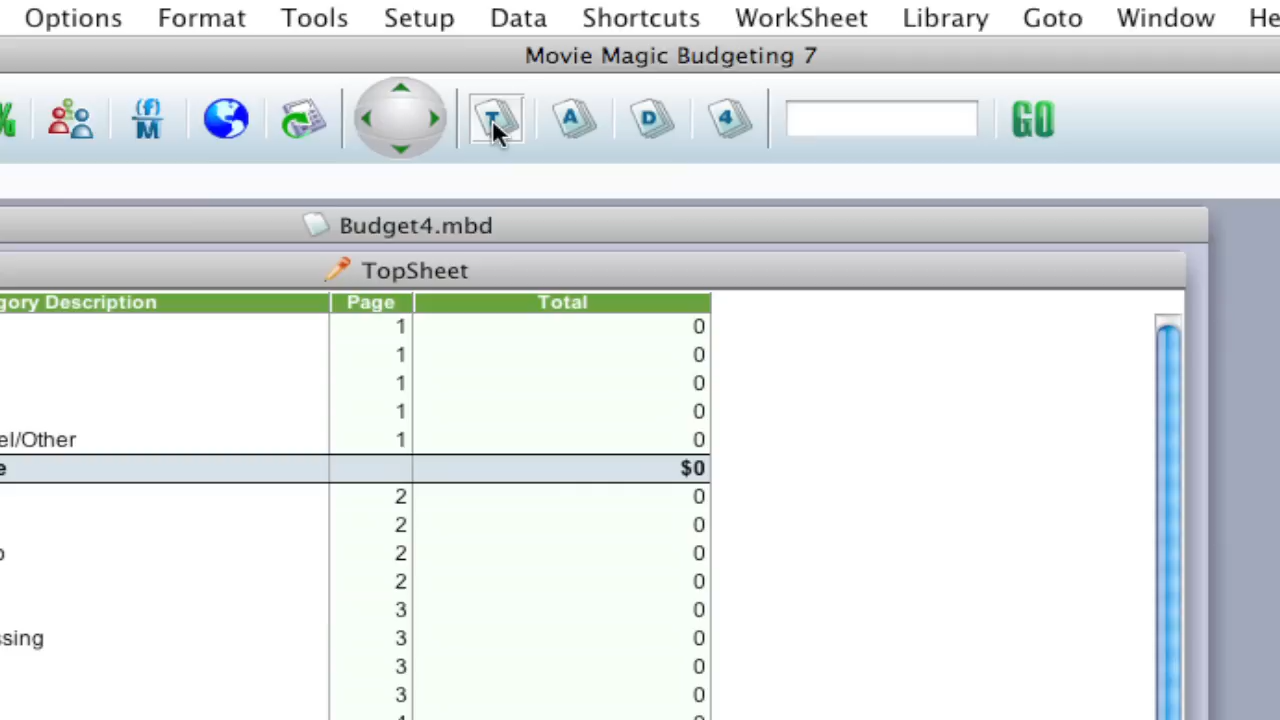 Options Format Tools Setup Data Shortcuts WorkSheet Library Goto Window He
Movie Magic Budgeting 7
% {f} M T A D 4 GO
Budget4.mbd
TopSheet
gory Description Page Total
1 0
1 0
1 0
1 0
el/Other 1 0
e $0
2 0
2 0
o 2 0
2 0
3 0
ssing 3 0
3 0
3 0